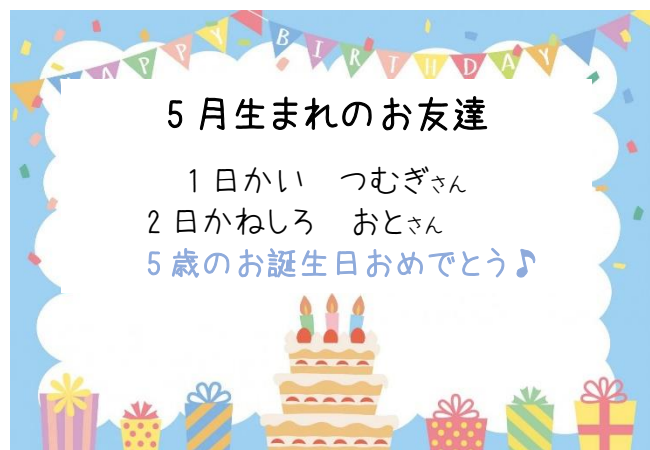 HAPPY BIRTHDAY
5月生まれのお友達
1日かい　つむぎさん
2日かねしろ　おとさん
5歳のお誕生日おめでとう♪